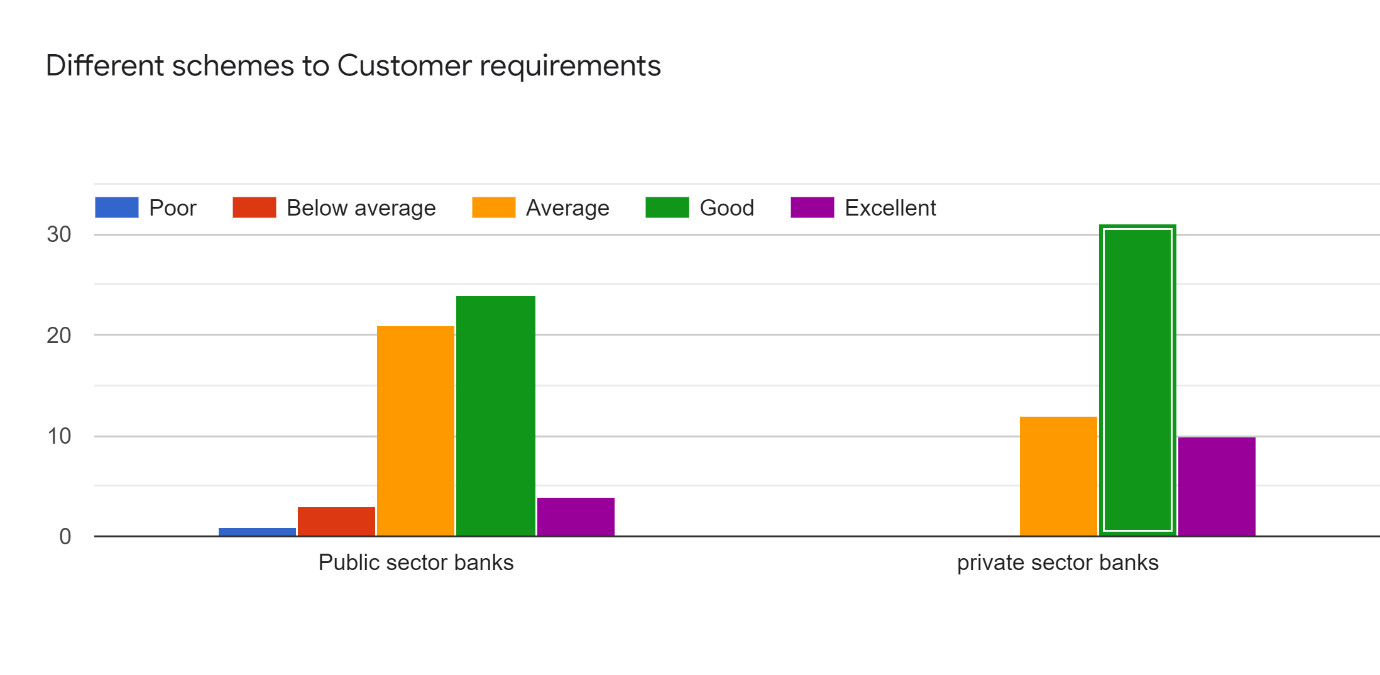 Different schemes to Customer requirements
Poor Below average Average Good Excellent
30
20
10
0
Public sector banks private sector banks